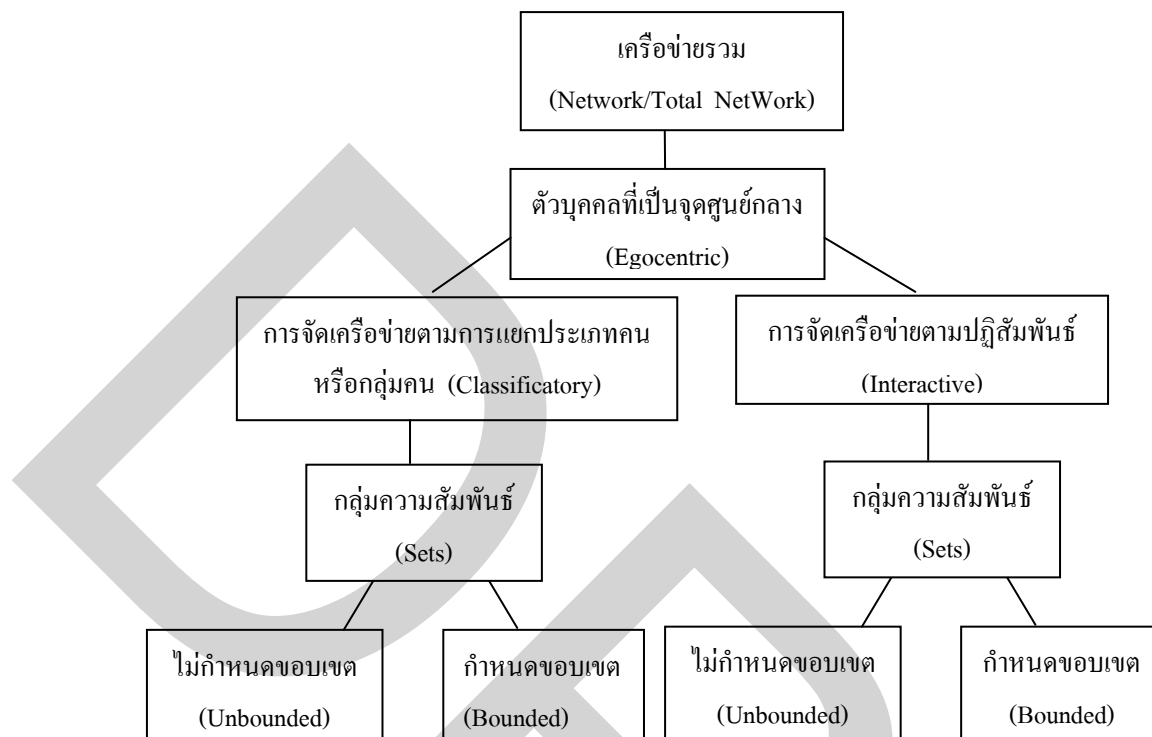 เครือข่ายรวม
(Network/Total NetWork)
ตัวบุคคลที่เป็นจุดศูนย์กลาง
(Egocentric)
การจัดเครือข่ายตามการแยกประเภทคน
หรือกลุ่มคน (Classificatory)
การจัดเครือข่ายตามปฏิสัมพันธ์
(Interactive)
กลุ่มความสัมพันธ์
(Sets)
กลุ่มความสัมพันธ์
(Sets)
ไม่กำหนดขอบเขต
(Unbounded)
กำหนดขอบเขต
(Bounded)
ไม่กำหนดขอบเขต
(Unbounded)
กำหนดขอบเขต
(Bounded)